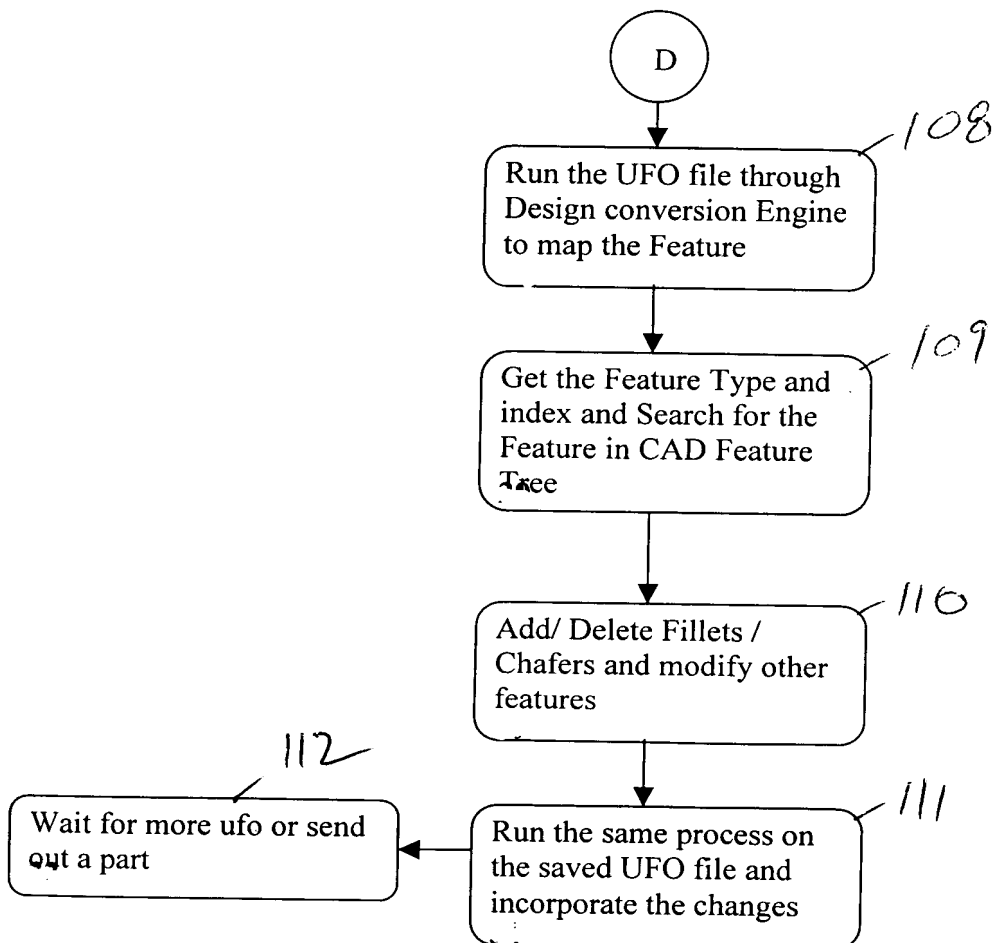 D
108
Run the UFO file through
Design conversion Engine
to map the Feature
109
Get the Feature Type and
index and Search for the
Feature in CAD Feature
Tree
110
Add/ Delete Fillets /
Chafers and modify other
features
112
Wait for more ufo or send
out a part
111
Run the same process on
the saved UFO file and
incorporate the changes